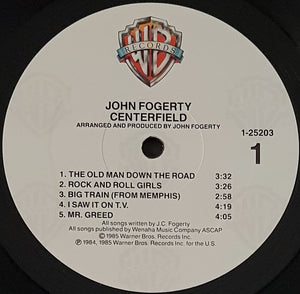 WB
RECORDS
JOHN FOGERTY
CENTERFIELD
ARRANGED AND PRODUCED BY JOHN FOGERTY
1-25203
1
1. THE OLD MAN DOWN THE ROAD 3:32
2. ROCK AND ROLL GIRLS 3:26
3. BIG TRAIN (FROM MEMPHIS) 2:58
4. I SAW IT ON T.V. 4:19
5. MR. GREED 4:05
All songs written by J.C. Fogerty
All songs published by Wenaha Music Company ASCAP
©1985 Warner Bros. Records Inc.
℗ 1984, 1985 Warner Bros. Records Inc. for the U.S.